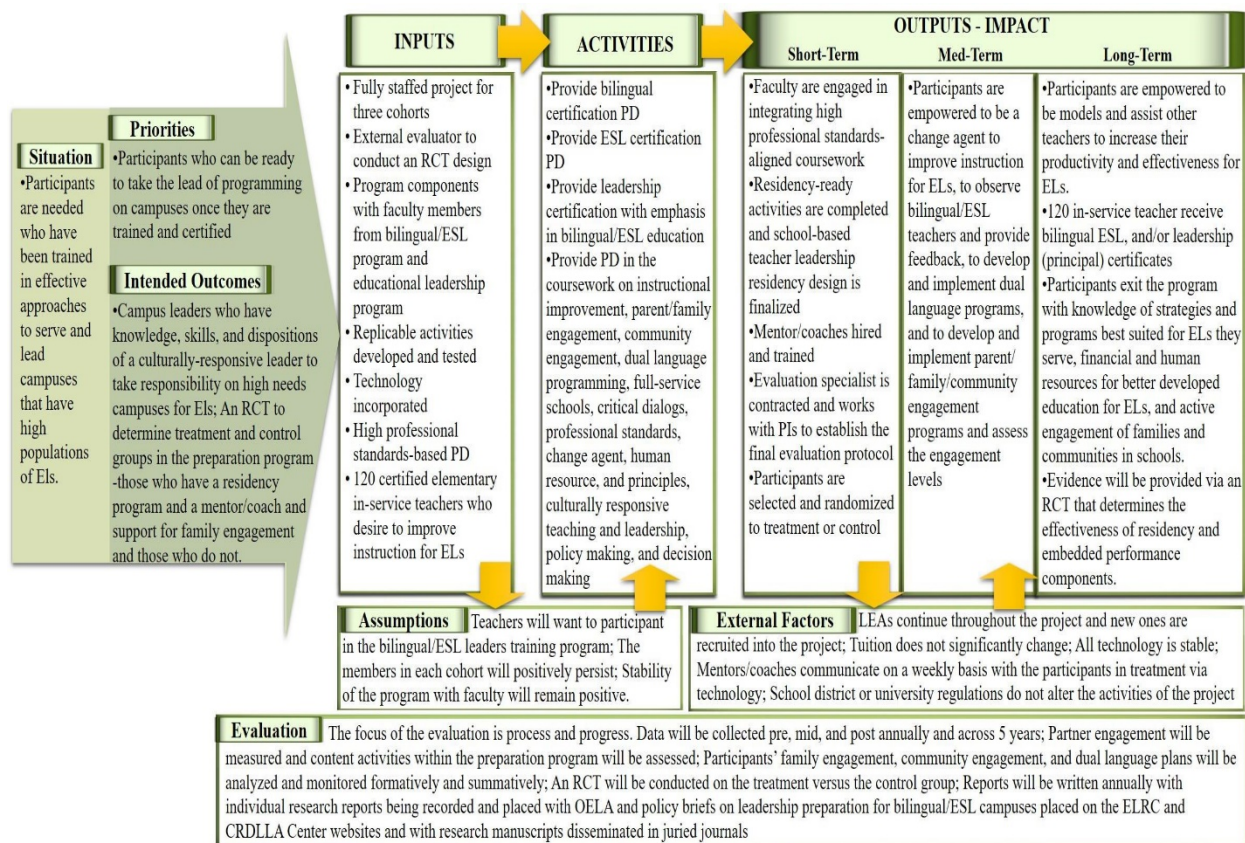 Situation
•Participants
are needed
who have
been trained
in effective
approaches
to serve and
lead
campuses
that have
high
populations
of Els.
Priorities
•Participants who can be ready
to take the lead of programming
on campuses once they are
trained and certified
Intended Outcomes
•Campus leaders who have
knowledge, skills, and dispositions
of a culturally-responsive leader to
take responsibility on high needs
campuses for Els; An RCT to
determine treatment and control
groups in the preparation program
-those who have a residency
program and a mentor/coach and
support for family engagement
and those who do not.
INPUTS
•Fully staffed project for
three cohorts
•External evaluator to
conduct an RCT design
•Program components
with faculty members
from bilingual/ESL
program and
educational leadership
program
•Replicable activities
developed and tested
•Technology
incorporated
•High professional
standards-based PD
•120 certified elementary
in-service teachers who
desire to improve
instruction for ELs
ACTIVITIES
•Provide bilingual
certification PD
•Provide ESL certification
PD
•Provide leadership
certification with emphasis
in bilingual/ESL education
•Provide PD in the
coursework on instructional
improvement, parent/family
engagement, community
engagement, dual language
programming, full-service
schools, critical dialogs,
professional standards,
change agent, human
resource, and principles,
culturally responsive
teaching and leadership,
policy making, and decision
making
OUTPUTS - IMPACT
Short-Term
•Faculty are engaged in
integrating high
professional standards-
aligned coursework
•Residency-ready
activities are completed
and school-based
teacher leadership
residency design is
finalized
•Mentor/coaches hired
and trained
•Evaluation specialist is
contracted and works
with PIs to establish the
final evaluation protocol
•Participants are
selected and randomized
to treatment or control
Med-Term
•Participants are
empowered to be a
change agent to
improve instruction
for ELs, to observe
bilingual/ESL
teachers and provide
feedback, to develop
and implement dual
language programs,
and to develop and
implement parent/
family/community
engagement
programs and assess
the engagement
levels
Long-Term
•Participants are empowered to
be models and assist other
teachers to increase their
productivity and effectiveness for
ELs.
•120 in-service teacher receive
bilingual ESL, and/or leadership
(principal) certificates
•Participants exit the program
with knowledge of strategies and
programs best suited for ELs they
serve, financial and human
resources for better developed
education for ELs, and active
engagement of families and
communities in schools.
•Evidence will be provided via an
RCT that determines the
effectiveness of residency and
embedded performance
components.
Assumptions Teachers will want to participant
in the bilingual/ESL leaders training program; The
members in each cohort will positively persist; Stability
of the program with faculty will remain positive.
External Factors LEAs continue throughout the project and new ones are
recruited into the project; Tuition does not significantly change; All technology is stable;
Mentors/coaches communicate on a weekly basis with the participants in treatment via
technology; School district or university regulations do not alter the activities of the project
Evaluation The focus of the evaluation is process and progress. Data will be collected pre, mid, and post annually and across 5 years; Partner engagement will be
measured and content activities within the preparation program will be assessed; Participants' family engagement, community engagement, and dual language plans will be
analyzed and monitored formatively and summatively; An RCT will be conducted on the treatment versus the control group; Reports will be written annually with
individual research reports being recorded and placed with OELA and policy briefs on leadership preparation for bilingual/ESL campuses placed on the ELRC and
CRDLLA Center websites and with research manuscripts disseminated in juried journals